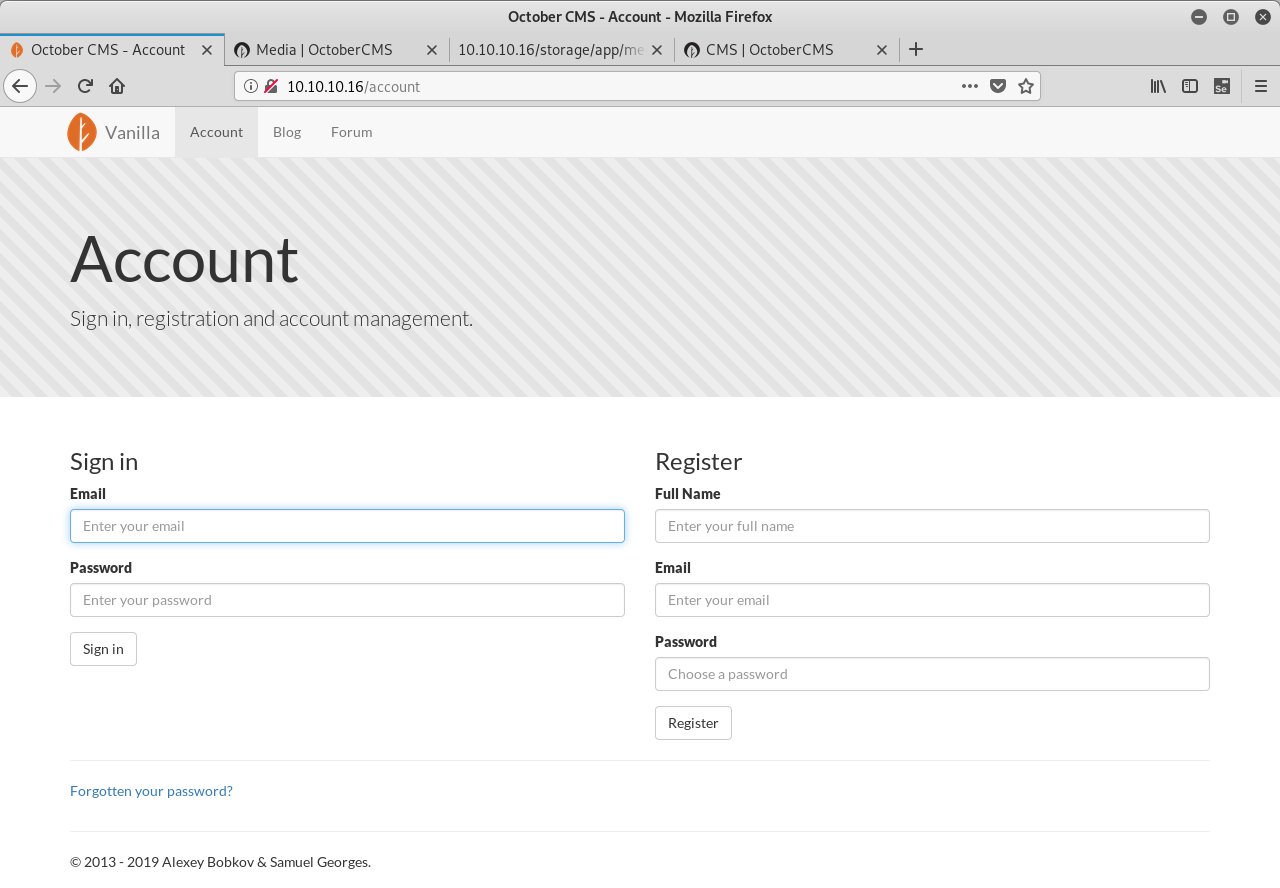 October CMS - Account - Mozilla Firefox
October CMS - Account
Media | OctoberCMS
10.10.10.16/storage/app/me
CMS | OctoberCMS
10.10.10.16/account
Se
Vanilla
Account
Blog
Forum
Account
Sign in, registration and account management.
Sign in
Email
Enter your email
Password
Enter your password
Sign in
Register
Full Name
Enter your full name
Email
Enter your email
Password
Choose a password
Register
Forgotten your password?
© 2013 - 2019 Alexey Bobkov & Samuel Georges.